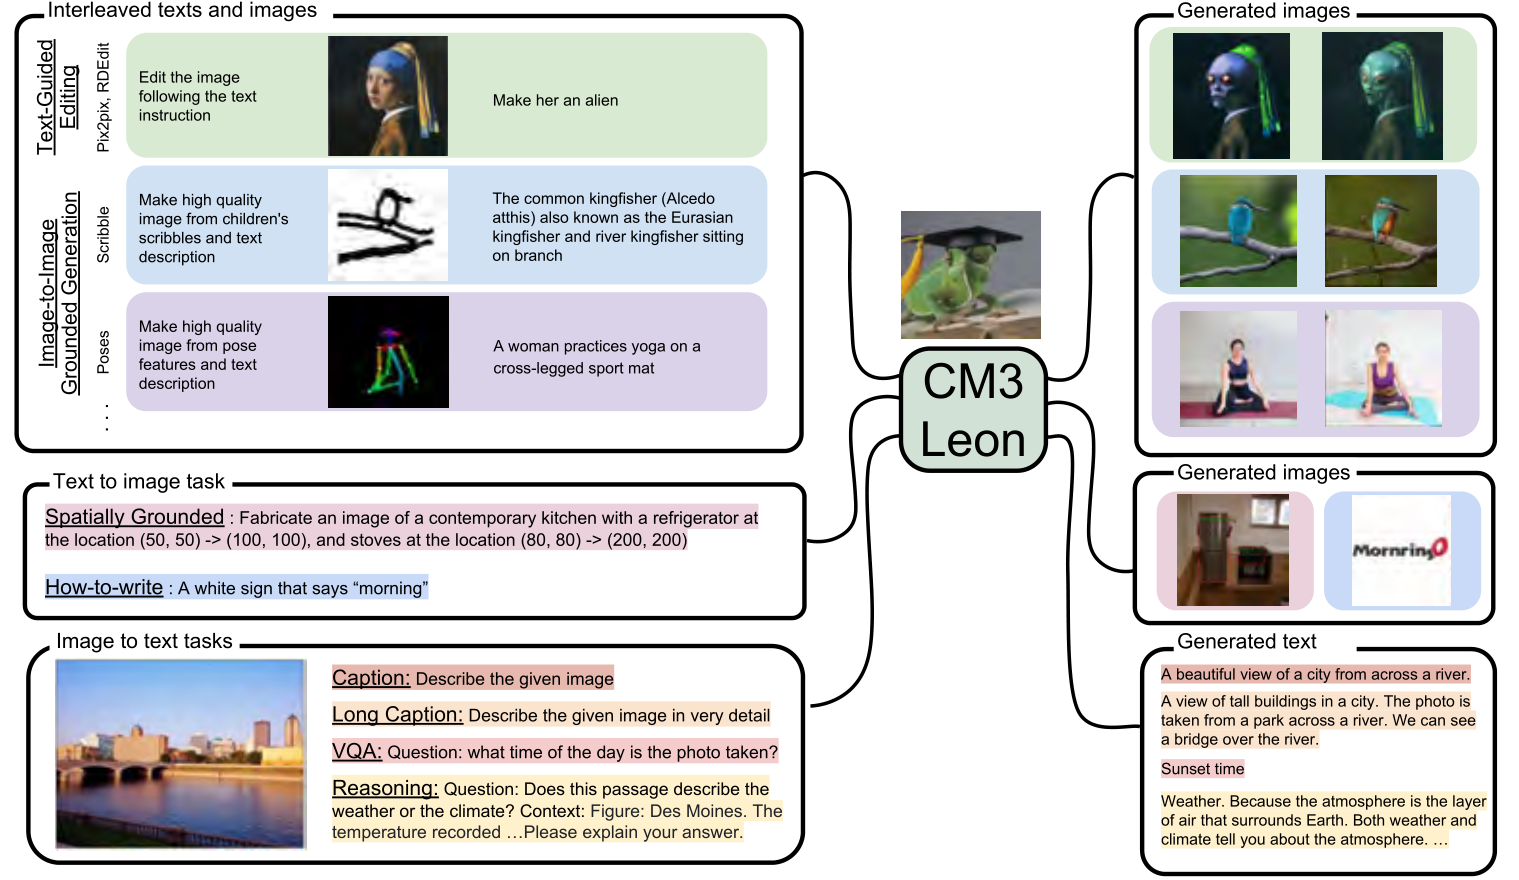 Interleaved texts and images
Text-Guided
Editing
Pix2pix, RDEdit
Edit the image
following the text
instruction
Make her an alien
Image-to-Image
Grounded Generation
Scribble
Make high quality
image from children's
scribbles and text
description
The common kingfisher (Alcedo
atthis) also known as the Eurasian
kingfisher and river kingfisher sitting
on branch
Poses
Make high quality
image from pose
features and text
description
A woman practices yoga on a
cross-legged sport mat
. . .
Text to image task
Spatially Grounded : Fabricate an image of a contemporary kitchen with a refrigerator at
the location (50, 50) -> (100, 100), and stoves at the location (80, 80) -> (200, 200)
How-to-write : A white sign that says “morning”
Image to text tasks
Caption: Describe the given image
Long Caption: Describe the given image in very detail
VQA: Question: what time of the day is the photo taken?
Reasoning: Question: Does this passage describe the
weather or the climate? Context: Figure: Des Moines. The
temperature recorded …Please explain your answer.
CM3
Leon
Generated images
Generated images
Mornring
Generated text
A beautiful view of a city from across a river.
A view of tall buildings in a city. The photo is
taken from a park across a river. We can see
a bridge over the river.
Sunset time
Weather. Because the atmosphere is the layer
of air that surrounds Earth. Both weather and
climate tell you about the atmosphere. …